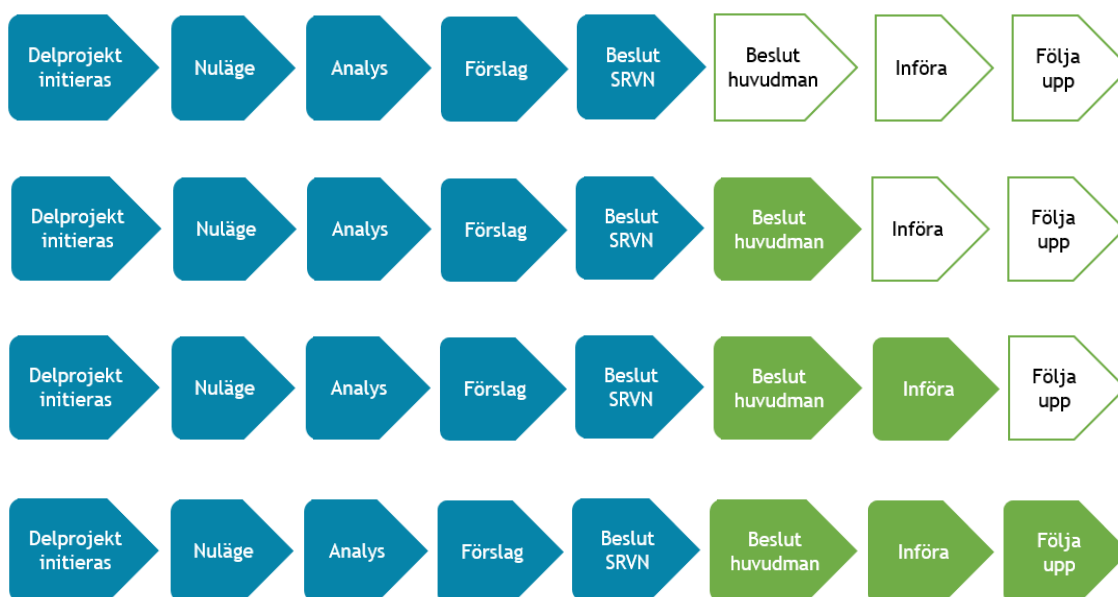 Delprojekt
initieras
Nuläge
Analys
Förslag
Beslut
SRVN
Beslut
huvudman
Införa
Följa
upp
Delprojekt
initieras
Nuläge
Analys
Förslag
Beslut
SRVN
Beslut
huvudman
Införa
Följa
upp
Delprojekt
initieras
Nuläge
Analys
Förslag
Beslut
SRVN
Beslut
huvudman
Införa
Följa
upp
Delprojekt
initieras
Nuläge
Analys
Förslag
Beslut
SRVN
Beslut
huvudman
Införa
Följa
upp